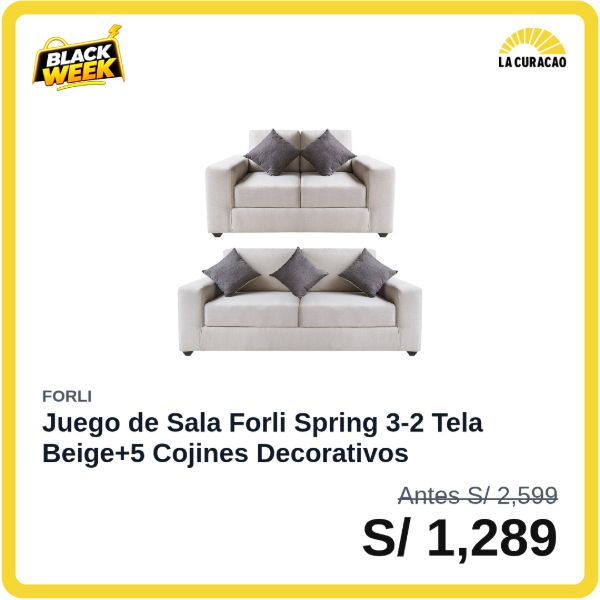 BLACK
WEEK
LA CURACAO
FORLI
Juego de Sala Forli Spring 3-2 Tela
Beige+5 Cojines Decorativos
Antes S/ 2,599
S/ 1,289